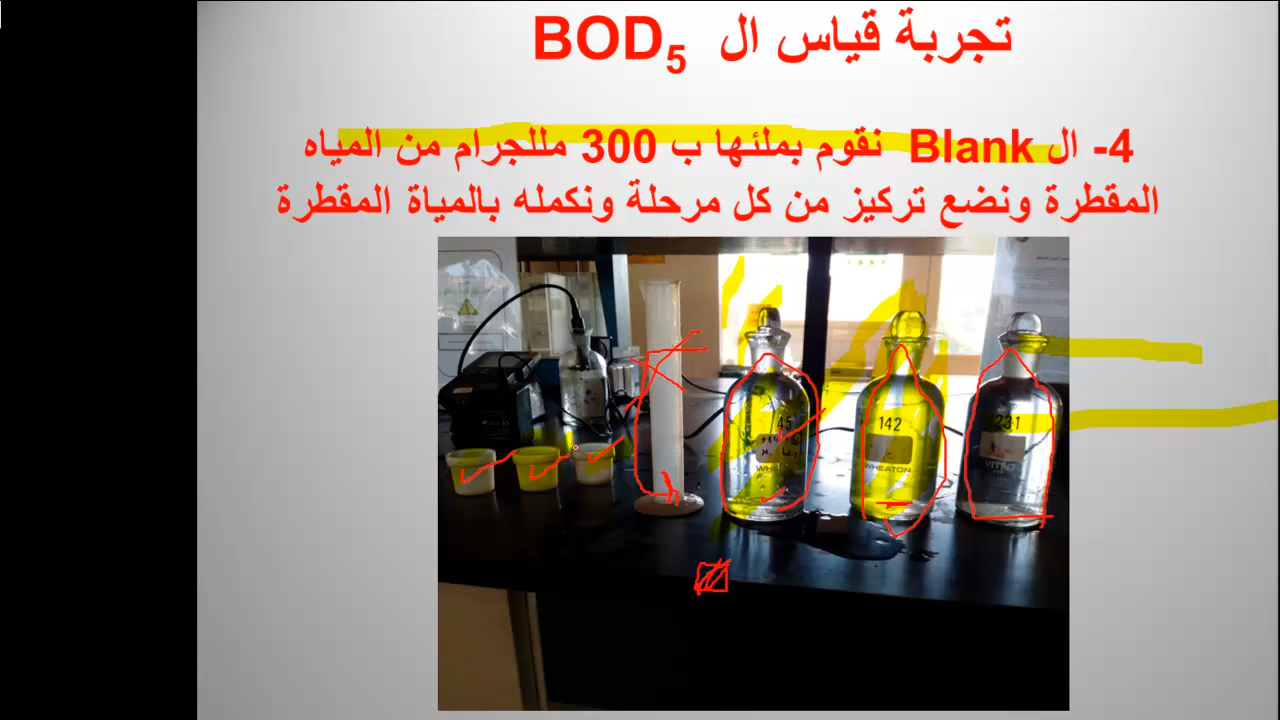 تجربة قياس ال BOD5
4- ال Blank نقوم بملئها ب 300 مللجرام من المياه
المقطرة ونضع تركيز من كل مرحلة ونكمله بالمياة المقطرة
45
142
WHEATON
231